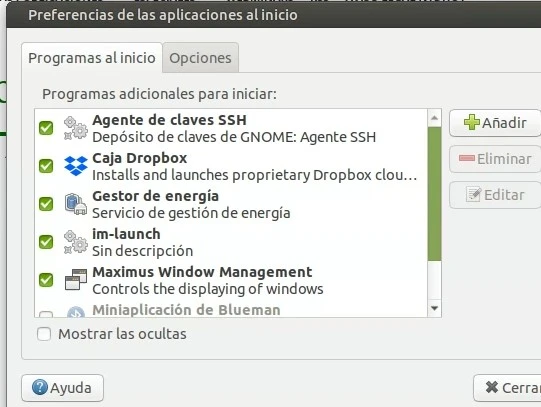 Preferencias de las aplicaciones al inicio
Programas al inicio
Opciones
Programas adicionales para iniciar:
Agente de claves SSH
Depósito de claves de GNOME: Agente SSH
Caja Dropbox
Installs and launches proprietary Dropbox clou...
Gestor de energía
Servicio de gestión de energía
im-launch
Sin descripción
Maximus Window Management
Controls the displaying of windows
Miniaplicación de Blueman
Añadir
Eliminar
Editar
Mostrar las ocultas
Ayuda
Cerrar